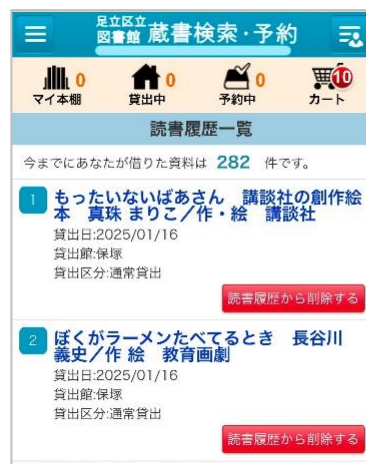 足立区立
図書館 蔵書検索・予約
0 0 0 10
マイ本棚 貸出中 予約中 カート
読書履歴一覧
今までにあなたが借りた資料は 282 件です。
1 もったいないばあさん 講談社の創作絵
本 真珠 まりこ/作・絵 講談社
貸出日:2025/01/16
貸出館:保塚
貸出区分:通常貸出
読書履歴から削除する
2 ぼくがラーメンたべてるとき 長谷川
義史/作 絵 教育画劇
貸出日:2025/01/16
貸出館:保塚
貸出区分:通常貸出
読書履歴から削除する